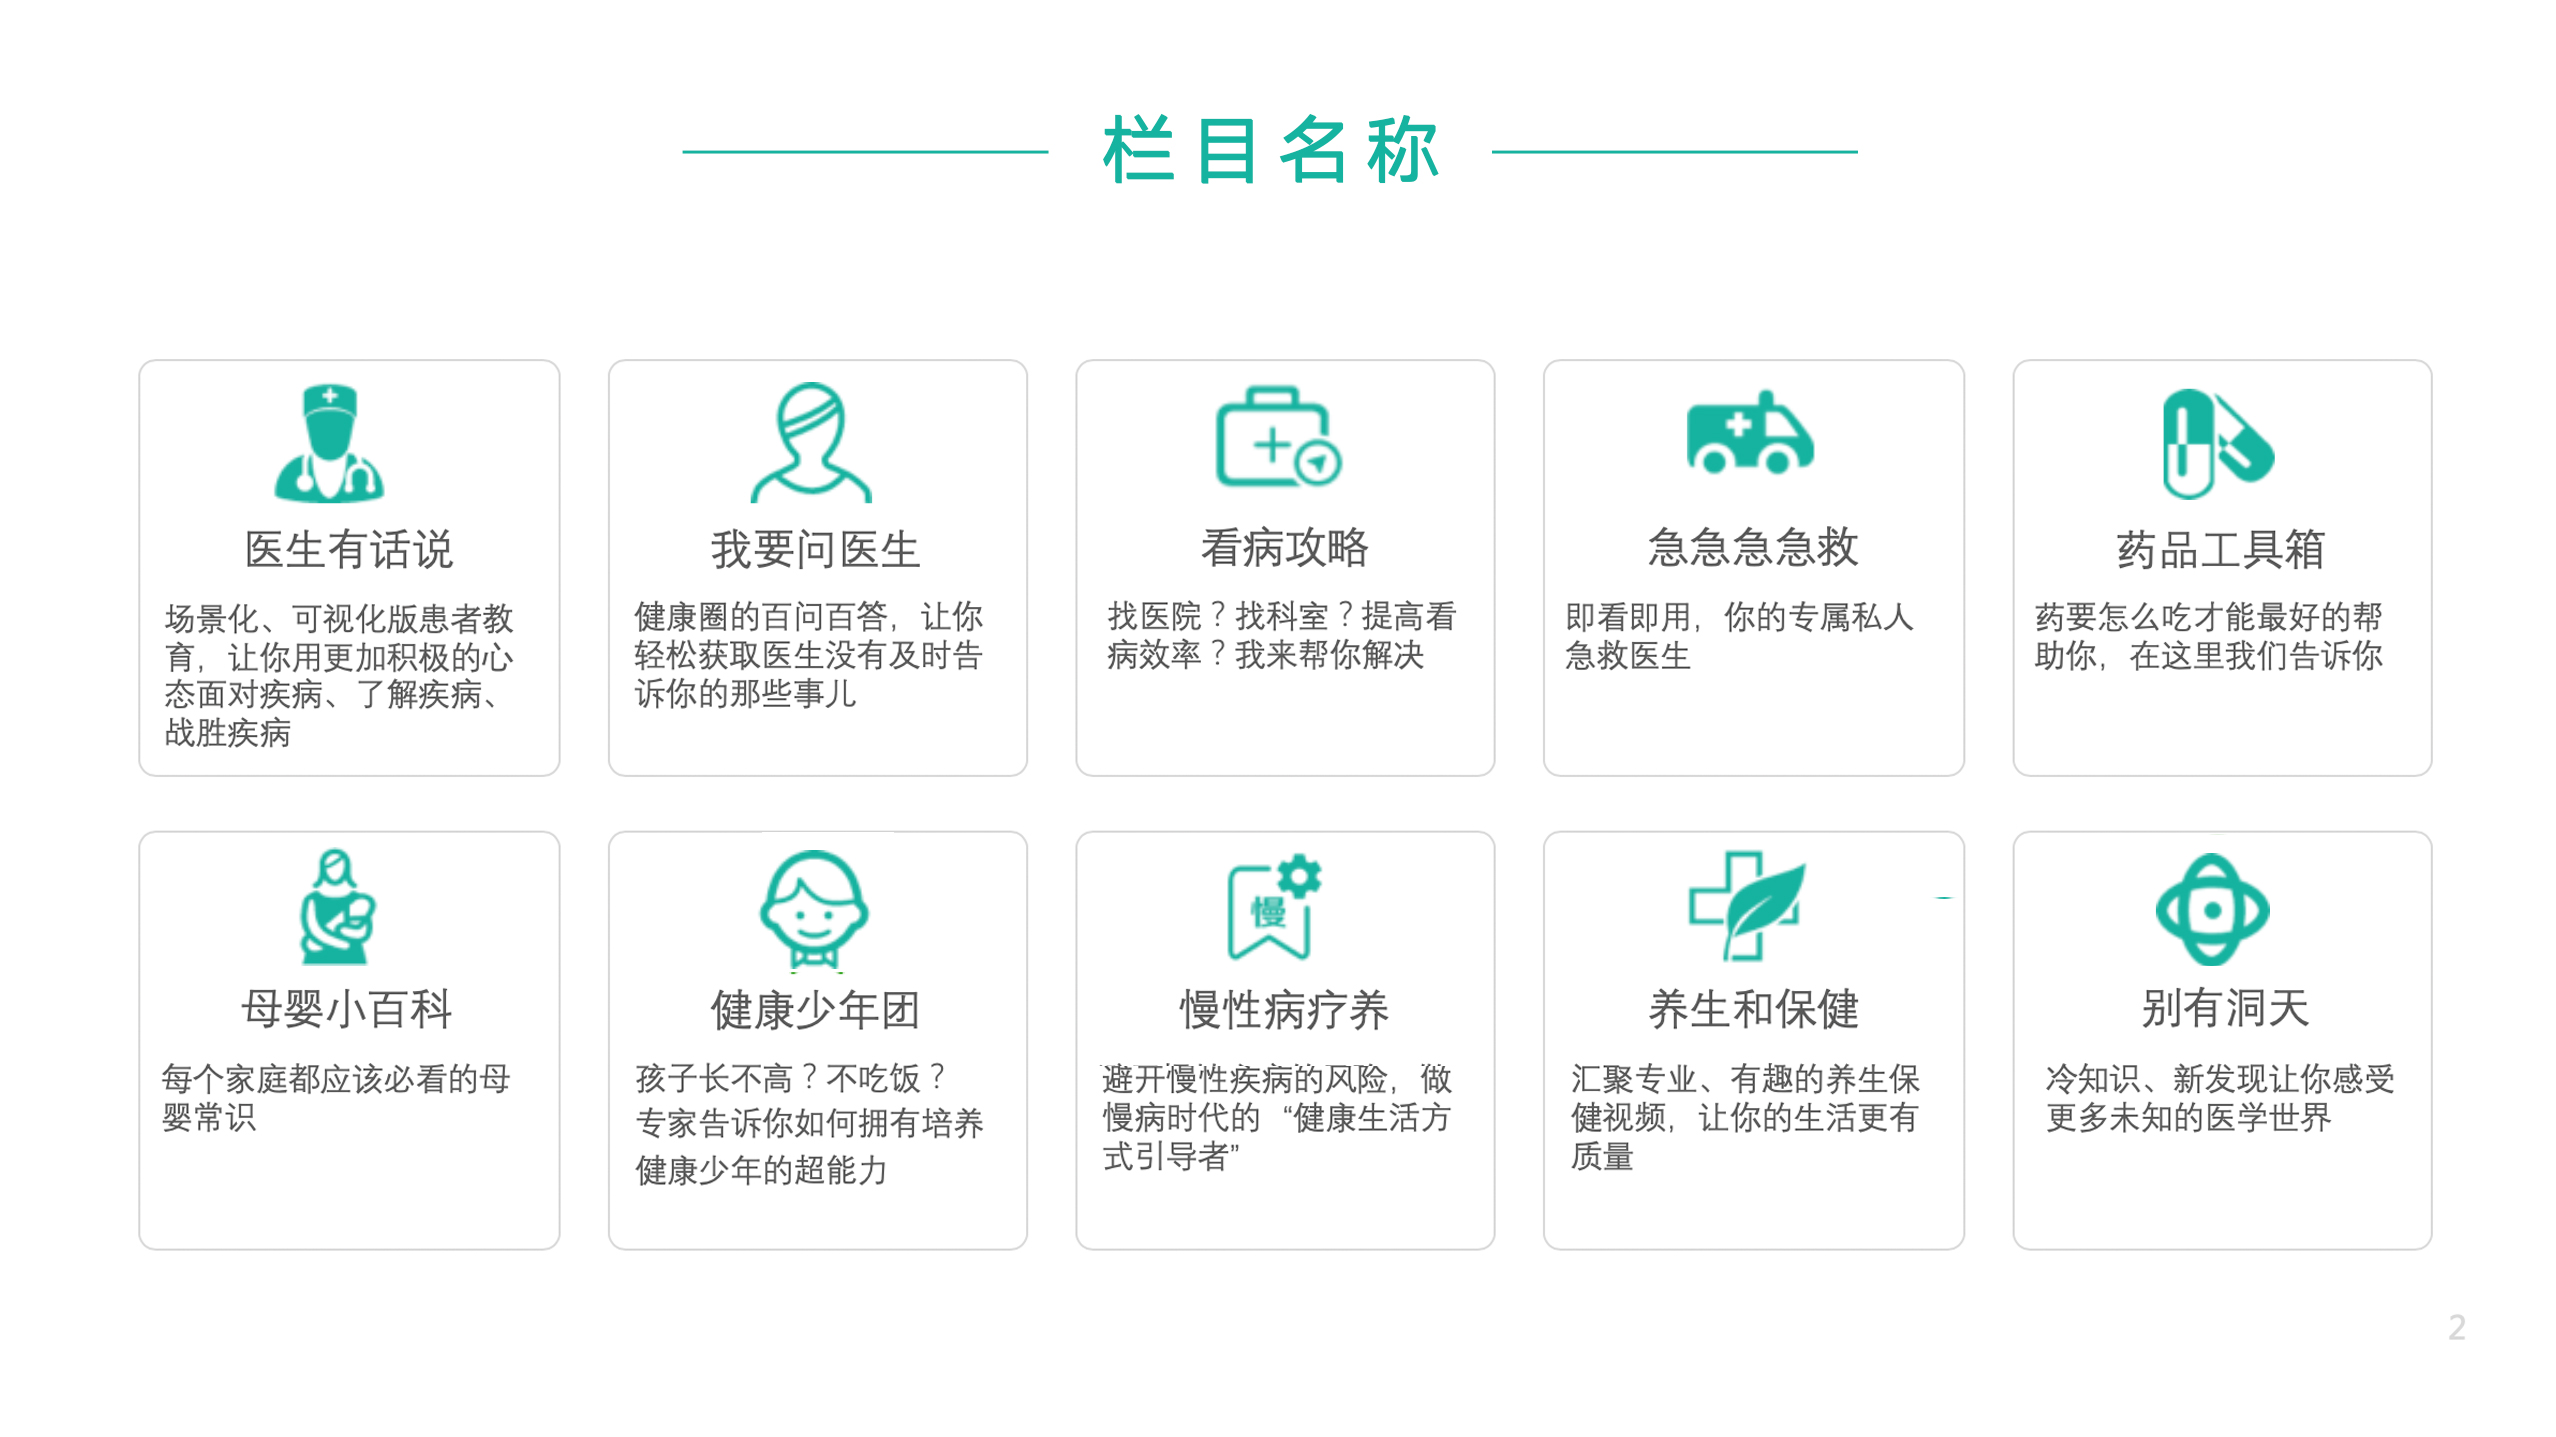 栏目名称
医生有话说
场景化、可视化版患者教
育，让你用更加积极的心
态面对疾病、了解疾病、
战胜疾病
我要问医生
健康圈的百问百答，让你
轻松获取医生没有及时告
诉你的那些事儿
看病攻略
找医院？找科室？提高看
病效率？我来帮你解决
急急急急救
即看即用，你的专属私人
急救医生
药品工具箱
药要怎么吃才能最好的帮
助你，在这里我们告诉你
母婴小百科
每个家庭都应该必看的母
婴常识
健康少年团
孩子长不高？不吃饭？
专家告诉你如何拥有培养
健康少年的超能力
慢
慢性病疗养
避开慢性疾病的风险，做
慢病时代的 “健康生活方
式引导者”
养生和保健
汇聚专业、有趣的养生保
健视频，让你的生活更有
质量
别有洞天
冷知识、新发现让你感受
更多未知的医学世界
2